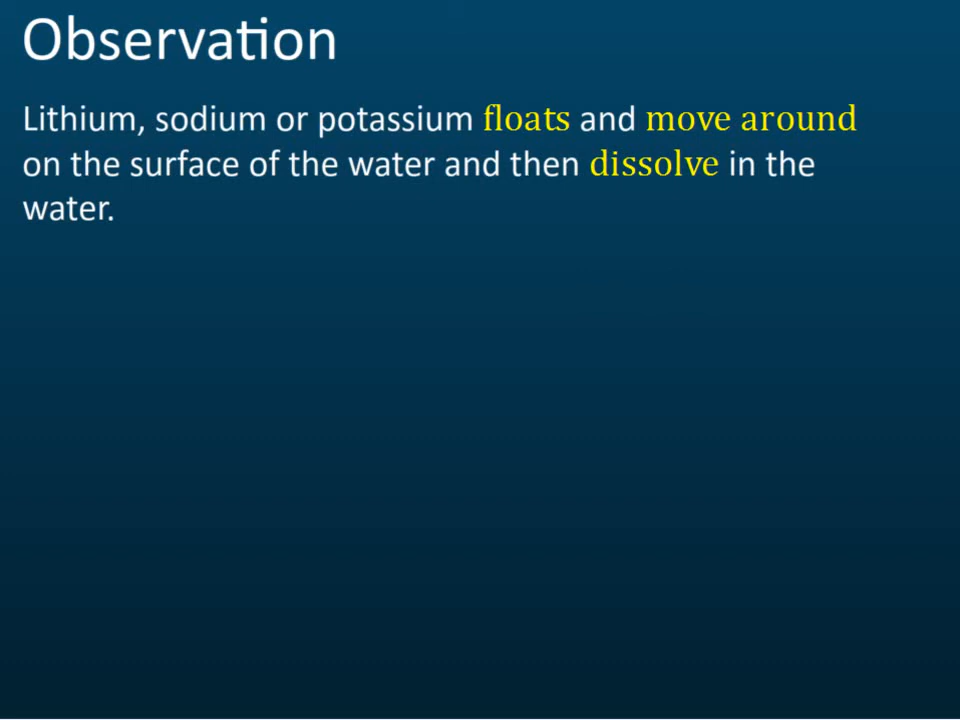 Observation
Lithium, sodium or potassium floats and move around
on the surface of the water and then dissolve in the
water.